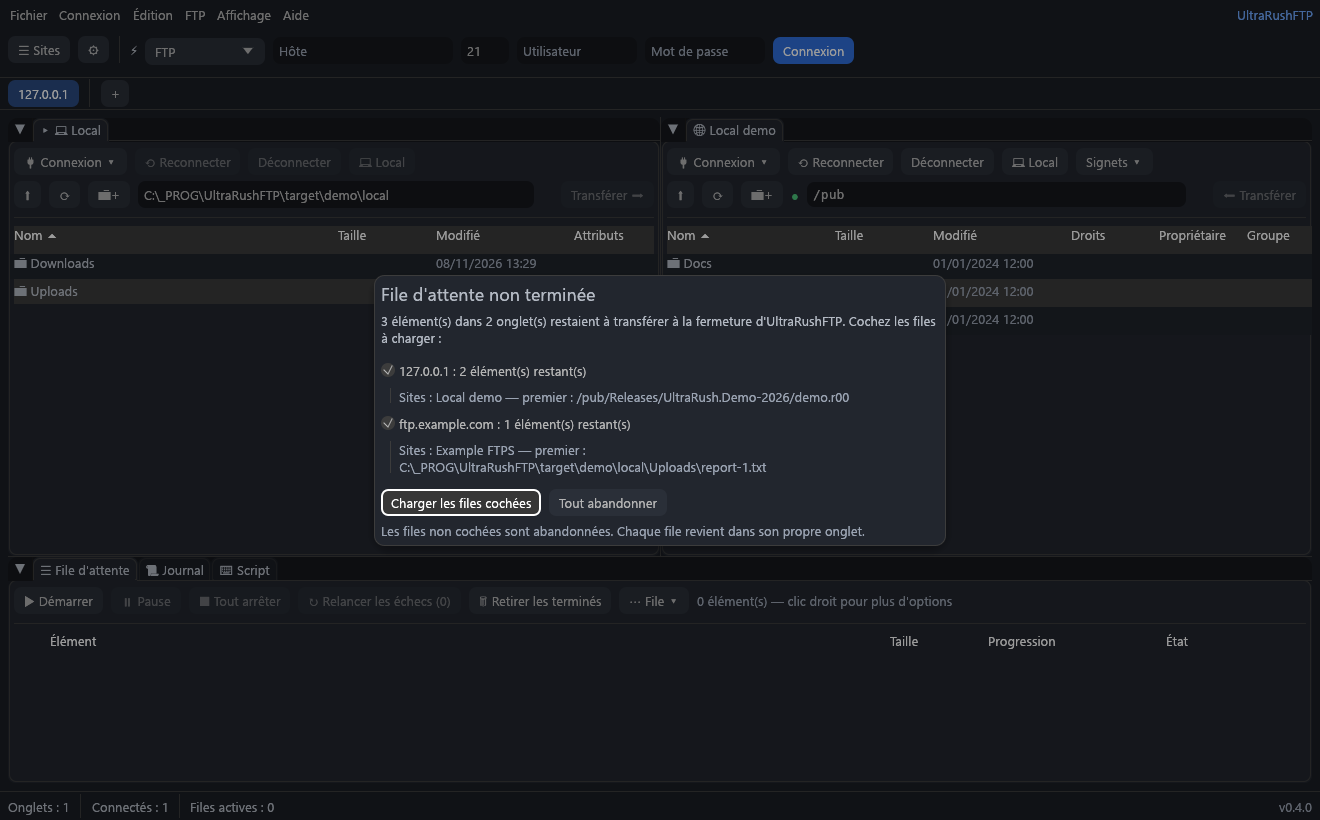 Fichier Connexion Édition FTP Affichage Aide UltraRushFTP
Sites FTP Hôte 21 Utilisateur Mot de passe Connexion
127.0.0.1 +
Local Local demo
Connexion Reconnecter Déconnecter Local Connexion Reconnecter Déconnecter Local Signets
C:\_PROG\UltraRushFTP\target\demo\local Transférer /pub Transférer
Nom Taille Modifié Attributs Nom Taille Modifié Droits Propriétaire Groupe
Downloads 08/11/2026 13:29 Docs 01/01/2024 12:00
Uploads /01/2024 12:00
/01/2024 12:00
File d'attente non terminée
3 élément(s) dans 2 onglet(s) restaient à transférer à la fermeture d'UltraRushFTP. Cochez les files
à charger :
127.0.0.1 : 2 élément(s) restant(s)
Sites : Local demo — premier : /pub/Releases/UltraRush.Demo-2026/demo.r00
ftp.example.com : 1 élément(s) restant(s)
Sites : Example FTPS — premier :
C:\_PROG\UltraRushFTP\target\demo\local\Uploads\report-1.txt
Charger les files cochées Tout abandonner
Les files non cochées sont abandonnées. Chaque file revient dans son propre onglet.
File d'attente Journal Script
Démarrer Pause Tout arrêter Relancer les échecs (0) Retirer les terminés ··· File 0 élément(s) — clic droit pour plus d'options
Élément Taille Progression État
Onglets : 1 Connectés : 1 Files actives : 0 v0.4.0